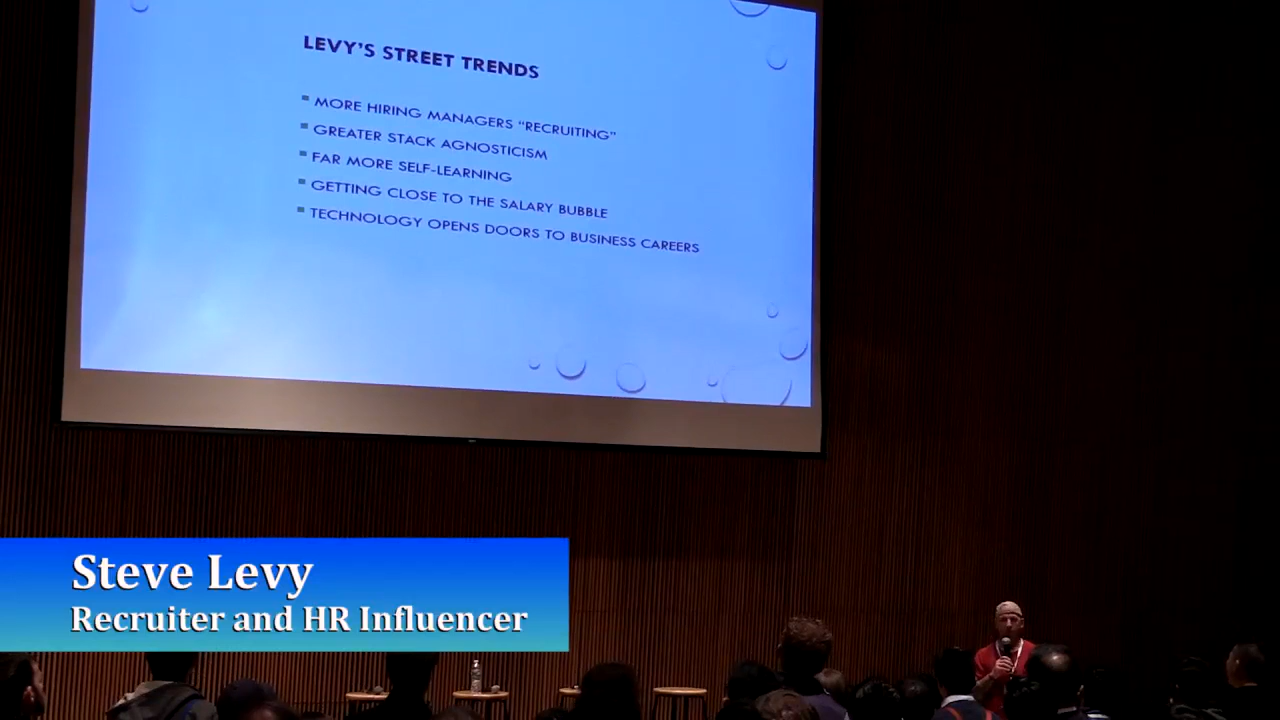 LEVY'S STREET TRENDS
MORE HIRING MANAGERS "RECRUITING"
GREATER STACK AGNOSTICISM
FAR MORE SELF-LEARNING
GETTING CLOSE TO THE SALARY BUBBLE
TECHNOLOGY OPENS DOORS TO BUSINESS CAREERS
Steve Levy
Recruiter and HR Influencer